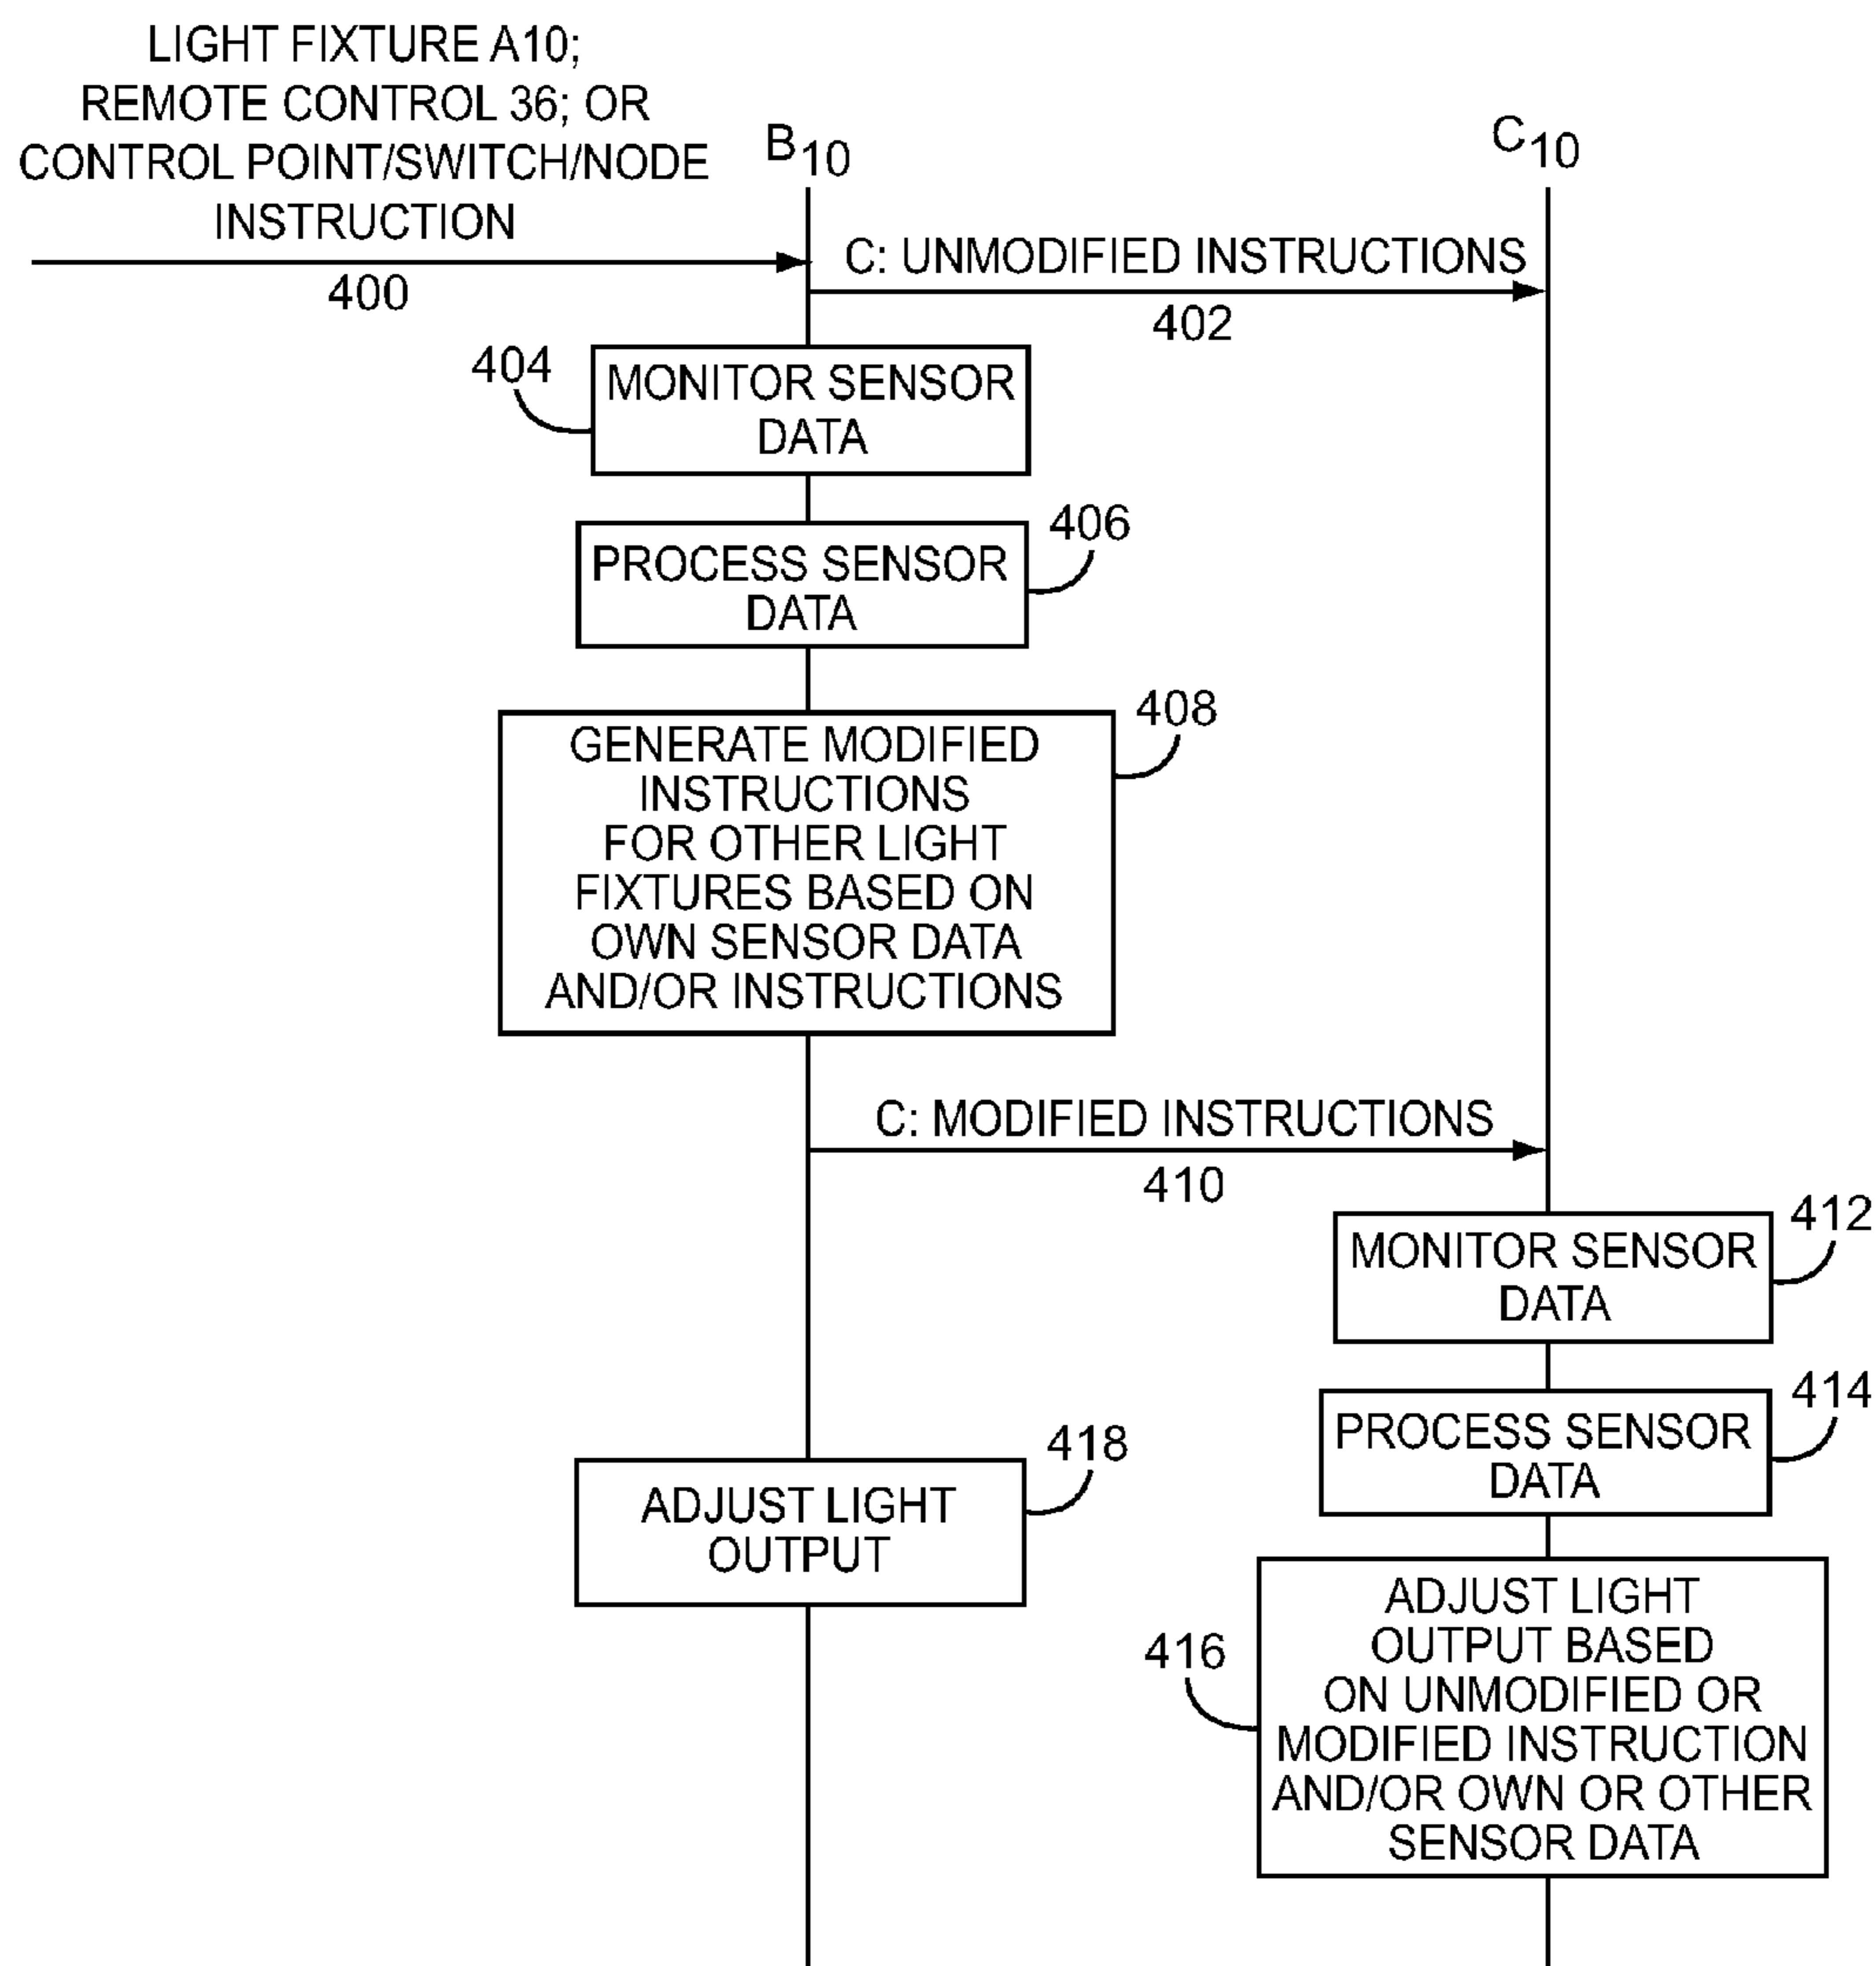 LIGHT FIXTURE A10;
REMOTE CONTROL 36; OR
CONTROL POINT/SWITCH/NODE
INSTRUCTION
400
B10
C10
C: UNMODIFIED INSTRUCTIONS
402
404
MONITOR SENSOR
DATA
406
PROCESS SENSOR
DATA
408
GENERATE MODIFIED
INSTRUCTIONS
FOR OTHER LIGHT
FIXTURES BASED ON
OWN SENSOR DATA
AND/OR INSTRUCTIONS
C: MODIFIED INSTRUCTIONS
410
412
MONITOR SENSOR
DATA
414
PROCESS SENSOR
DATA
418
ADJUST LIGHT
OUTPUT
416
ADJUST LIGHT
OUTPUT BASED
ON UNMODIFIED OR
MODIFIED INSTRUCTION
AND/OR OWN OR OTHER
SENSOR DATA